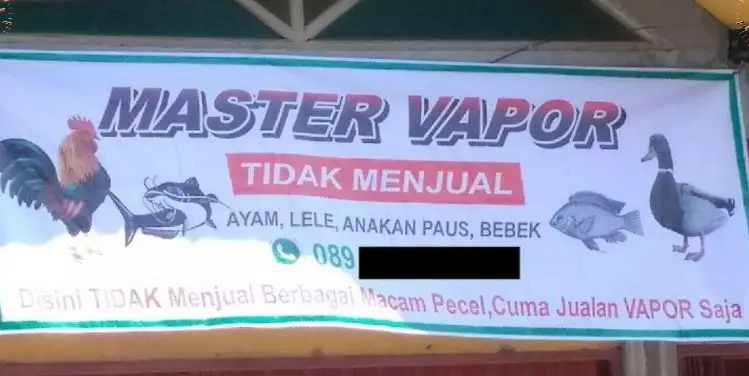 MASTER VAPOR
TIDAK MENJUAL
AYAM, LELE, ANAKAN PAUS, BEBEK
089
Disini TIDAK Menjual Berbagai Macam Pecel,Cuma Jualan VAPOR Saja